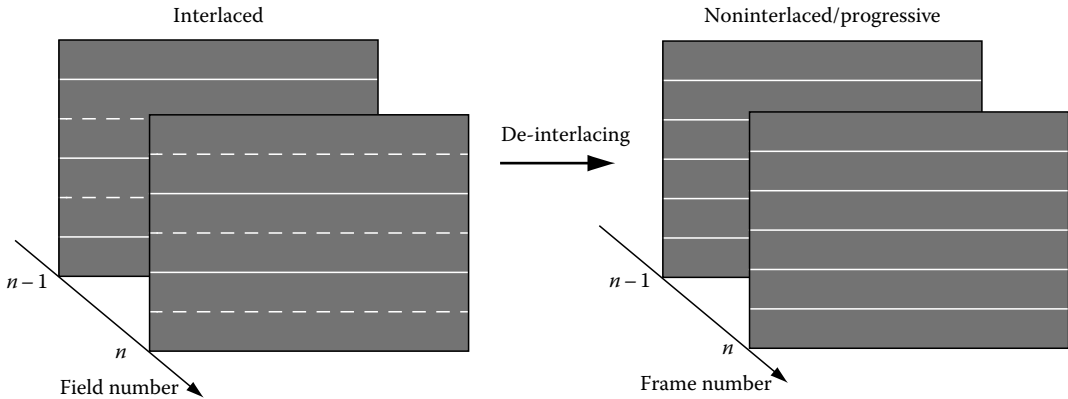 Interlaced
Noninterlaced/progressive
De-interlacing
n – 1
n
Field number
n – 1
n
Frame number